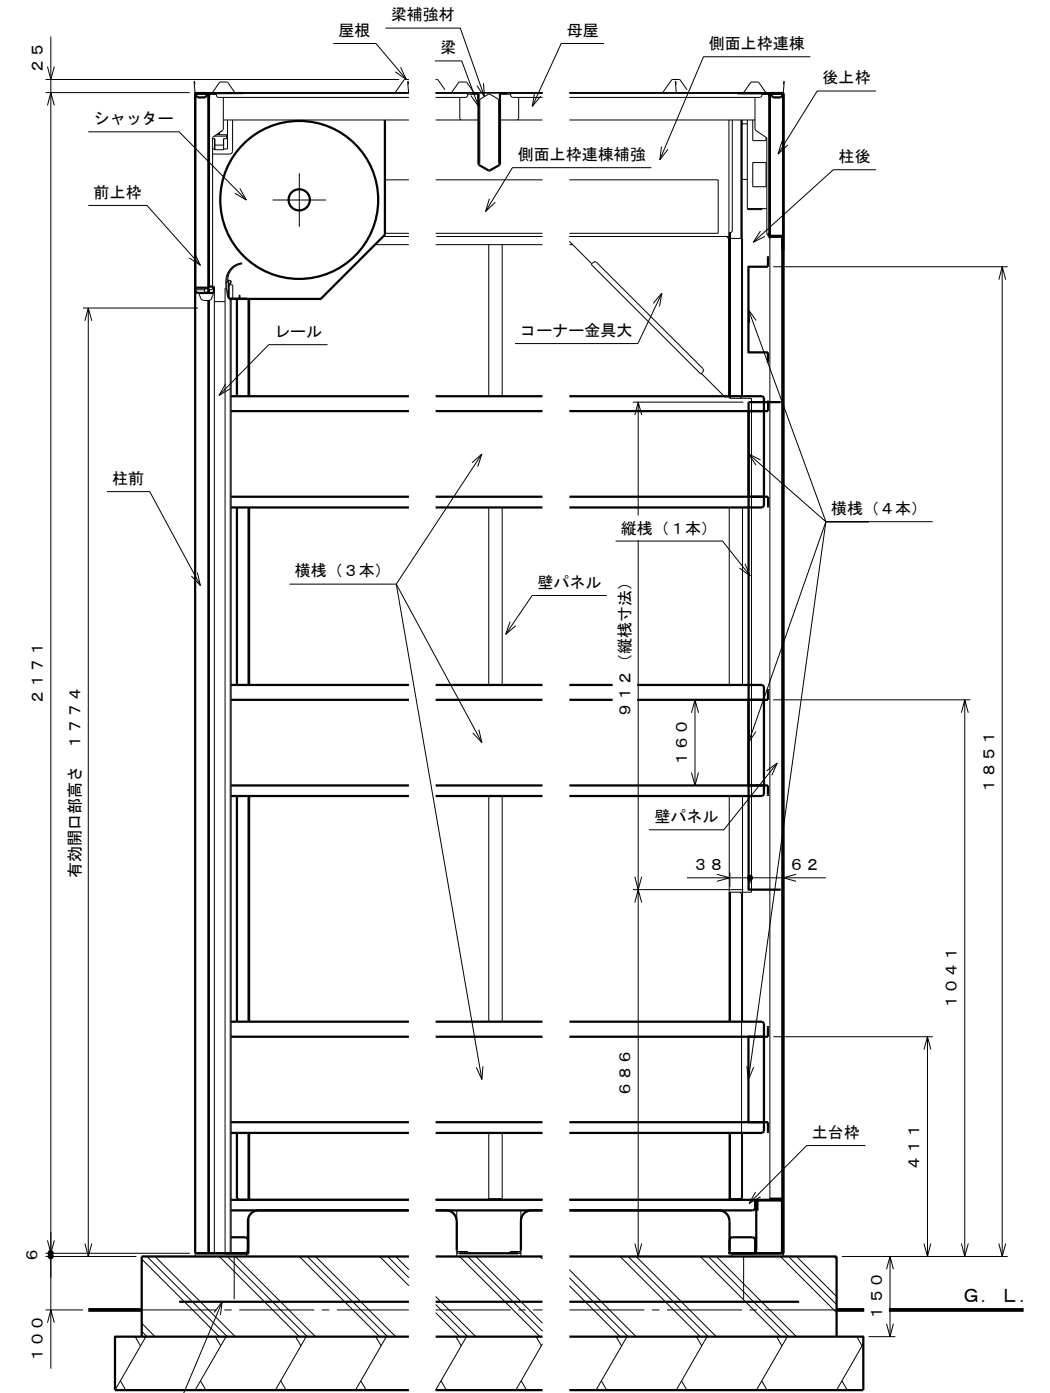 梁補強材
屋根
梁
母屋
側面上枠連棟
後上枠
25
シャッター
側面上枠連棟補強
柱後
前上枠
レール
コーナー金具大
柱前
横桟（4本）
縦桟（1本）
横桟（3本）
壁パネル
912（縦桟寸法）
2171
有効開口部高さ 1774
160
1851
壁パネル
38
62
1041
686
411
土台枠
6
150
G. L.
100